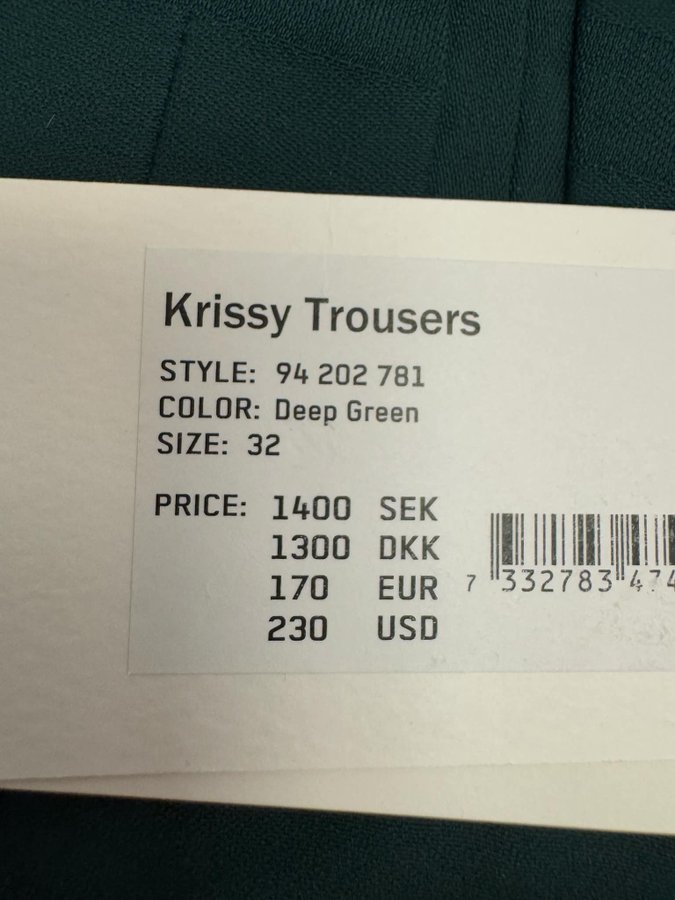 Krissy Trousers
STYLE: 94 202 781
COLOR: Deep Green
SIZE: 32
PRICE: 1400 SEK
1300 DKK
170 EUR
230 USD
7 332783 474